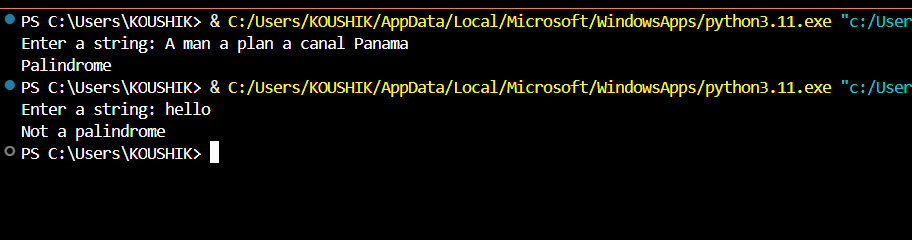 PS C:\Users\KOUSHIK> & C:/Users/KOUSHIK/AppData/Local/Microsoft/WindowsApps/python3.11.exe "c:/User
Enter a string: A man a plan a canal Panama
Palindrome
PS C:\Users\KOUSHIK> & C:/Users/KOUSHIK/AppData/Local/Microsoft/WindowsApps/python3.11.exe "c:/User
Enter a string: hello
Not a palindrome
PS C:\Users\KOUSHIK>